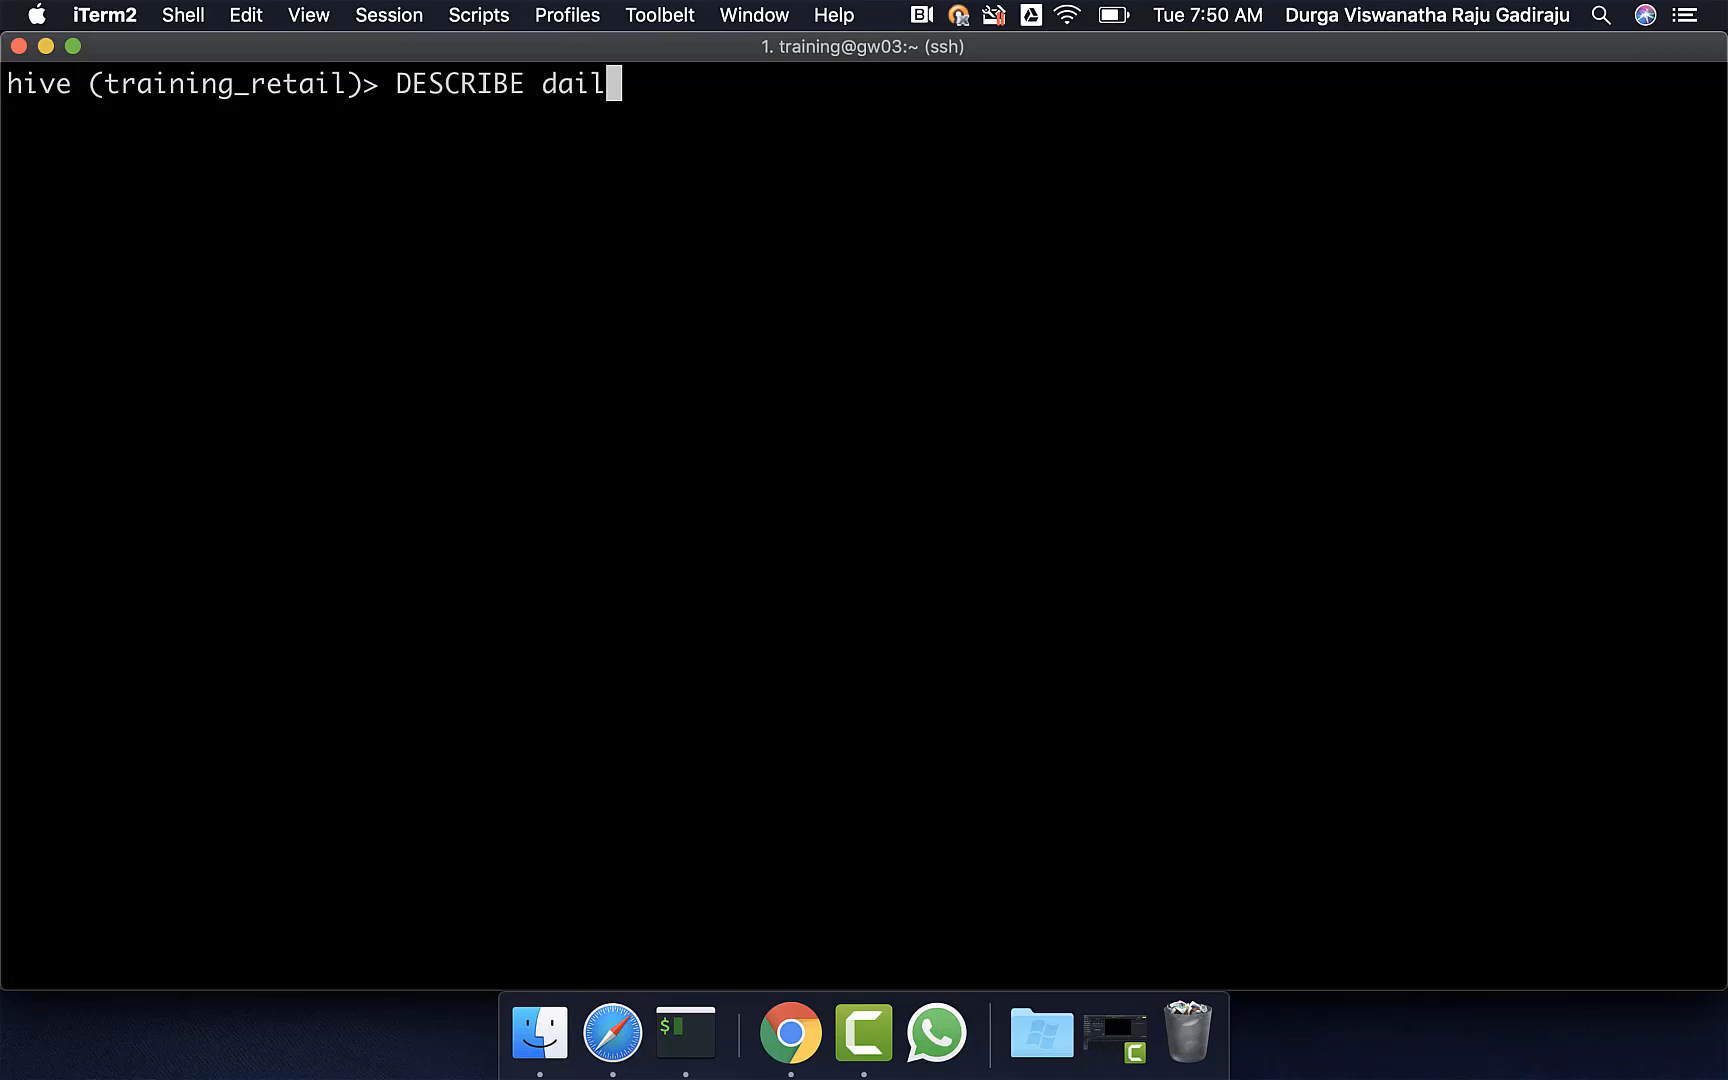 iTerm2 Shell Edit View Session Scripts Profiles Toolbelt Window Help Tue 7:50 AM Durga Viswanatha Raju Gadiraju
1. training@gw03:~ (ssh)
hive (training_retail)> DESCRIBE dail
$